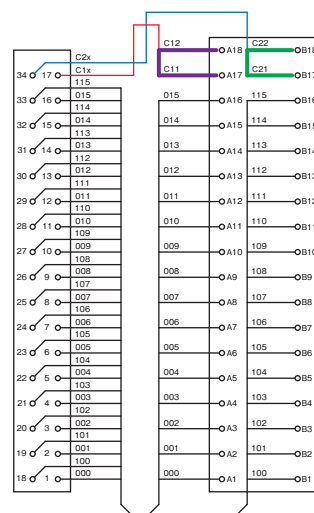 C2x
C12 A18 C22 B18
34 17 C1x
C11 A17 C21 B17
115
33 16 015 015 A16 115 B16
114
32 15 014 014 A15 114 B15
113
31 14 013 013 A14 113 B14
112
30 13 012 012 A13 112 B13
111
29 12 011 011 A12 111 B12
110
28 11 010 010 A11 110 B11
109
27 10 009 009 A10 109 B10
108
26 9 008 008 A9 108 B9
107
25 8 007 007 A8 107 B8
106
24 7 006 006 A7 106 B7
105
23 6 005 005 A6 105 B6
104
22 5 004 004 A5 104 B5
103
21 4 003 003 A4 103 B4
102
20 3 002 002 A3 102 B3
101
19 2 001 001 A2 101 B2
100
18 1 000 000 A1 100 B1